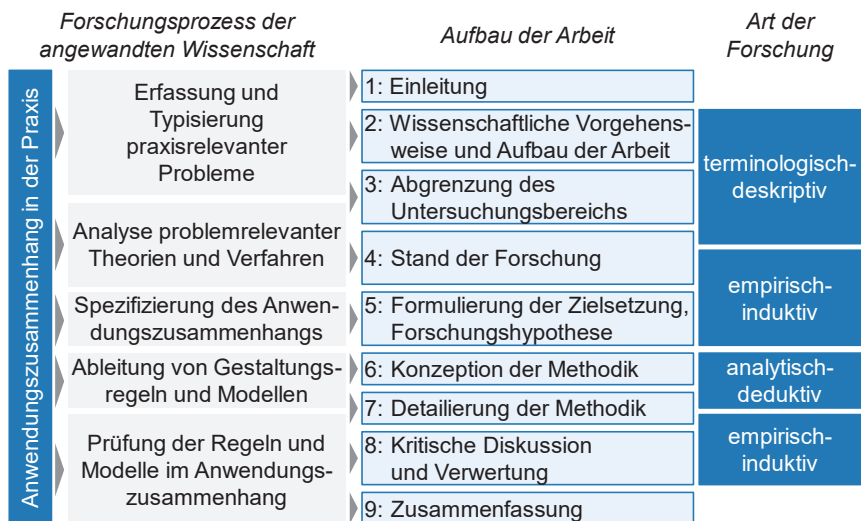 Forschungsprozess der
angewandten Wissenschaft
Aufbau der Arbeit
Art der
Forschung
Anwendungszusammenhang in der Praxis
Erfassung und
Typisierung
praxisrelevanter
Probleme
Analyse problemrelevanter
Theorien und Verfahren
Spezifizierung des Anwen-
dungszusammenhangs
Ableitung von Gestaltungs-
regeln und Modellen
Prüfung der Regeln und
Modelle im Anwendungs-
zusammenhang
1: Einleitung
2: Wissenschaftliche Vorgehens-
weise und Aufbau der Arbeit
3: Abgrenzung des
Untersuchungsbereichs
4: Stand der Forschung
5: Formulierung der Zielsetzung,
Forschungshypothese
6: Konzeption der Methodik
7: Detailierung der Methodik
8: Kritische Diskussion
und Verwertung
9: Zusammenfassung
terminologisch-
deskriptiv
empirisch-
induktiv
analytisch-
deduktiv
empirisch-
induktiv